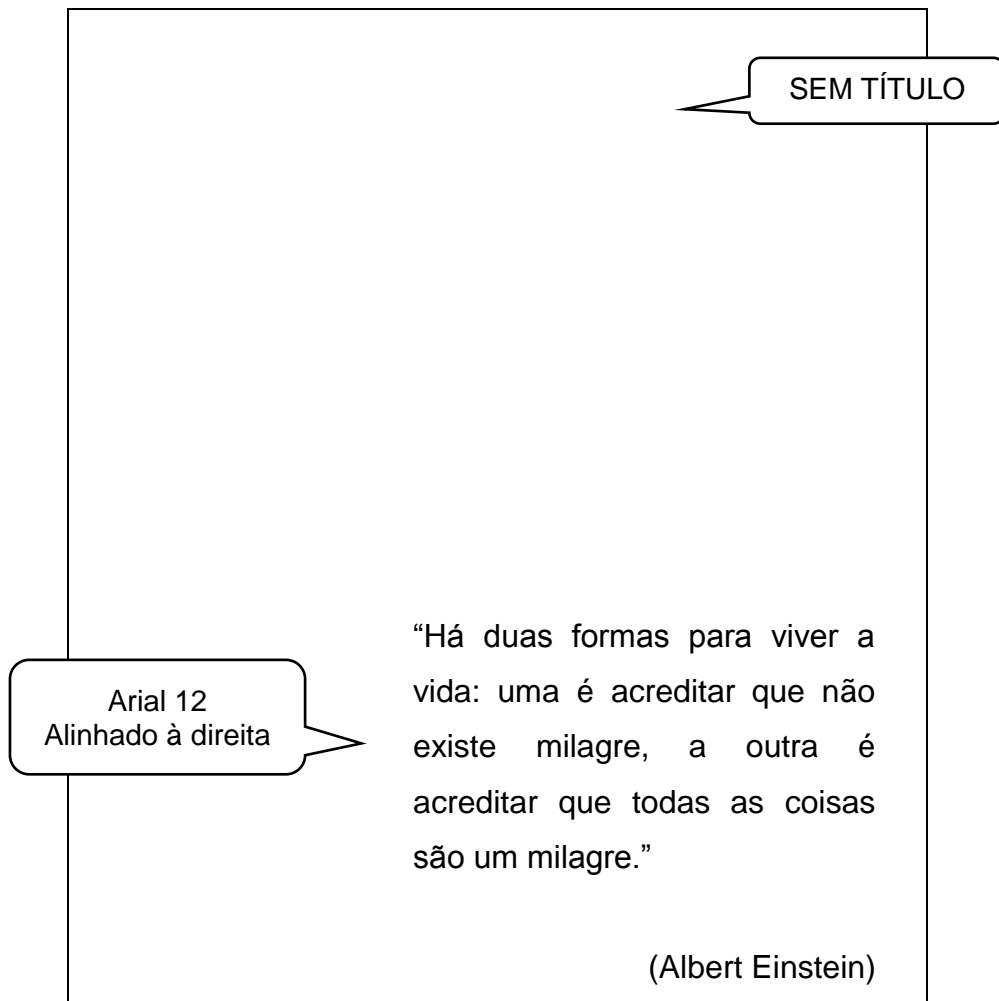 SEM TÍTULO
“Há duas formas para viver a
vida: uma é acreditar que não
existe milagre, a outra é
acreditar que todas as coisas
são um milagre.”
Arial 12
Alinhado à direita
(Albert Einstein)